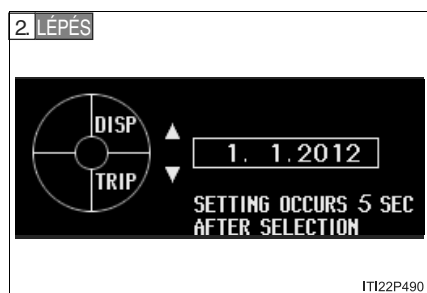 2. LÉPÉS
DISP
TRIP
▲
▼
1. 1.2012
SETTING OCCURS 5 SEC
AFTER SELECTION
ITI22P490